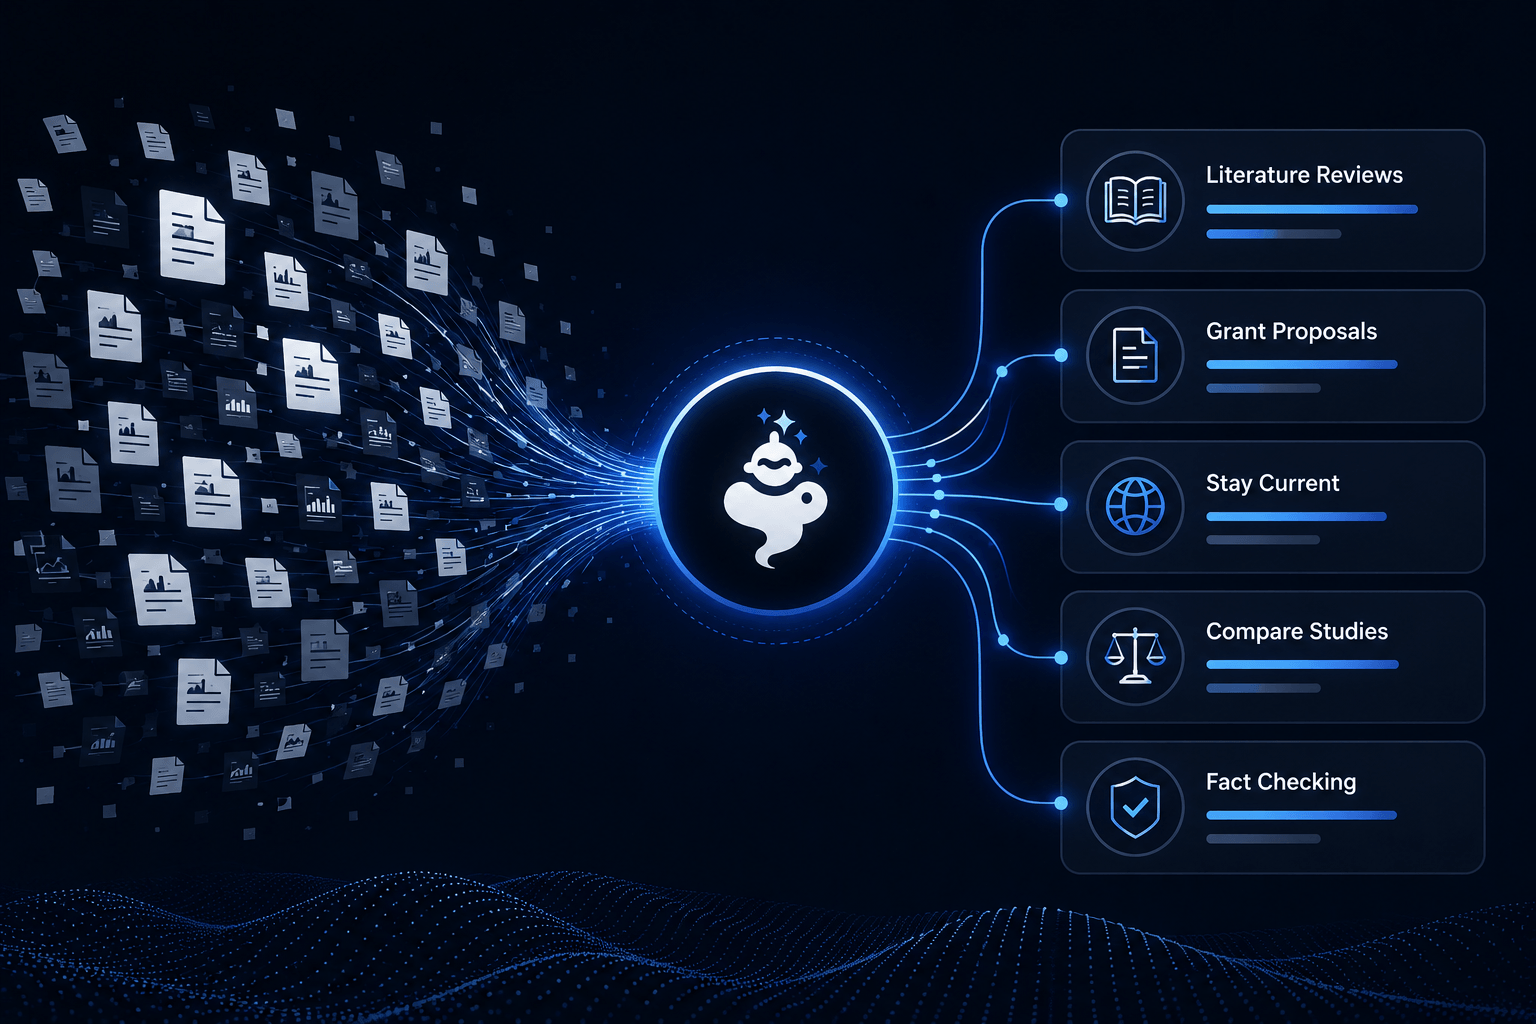 Literature Reviews
Grant Proposals
Stay Current
Compare Studies
Fact Checking